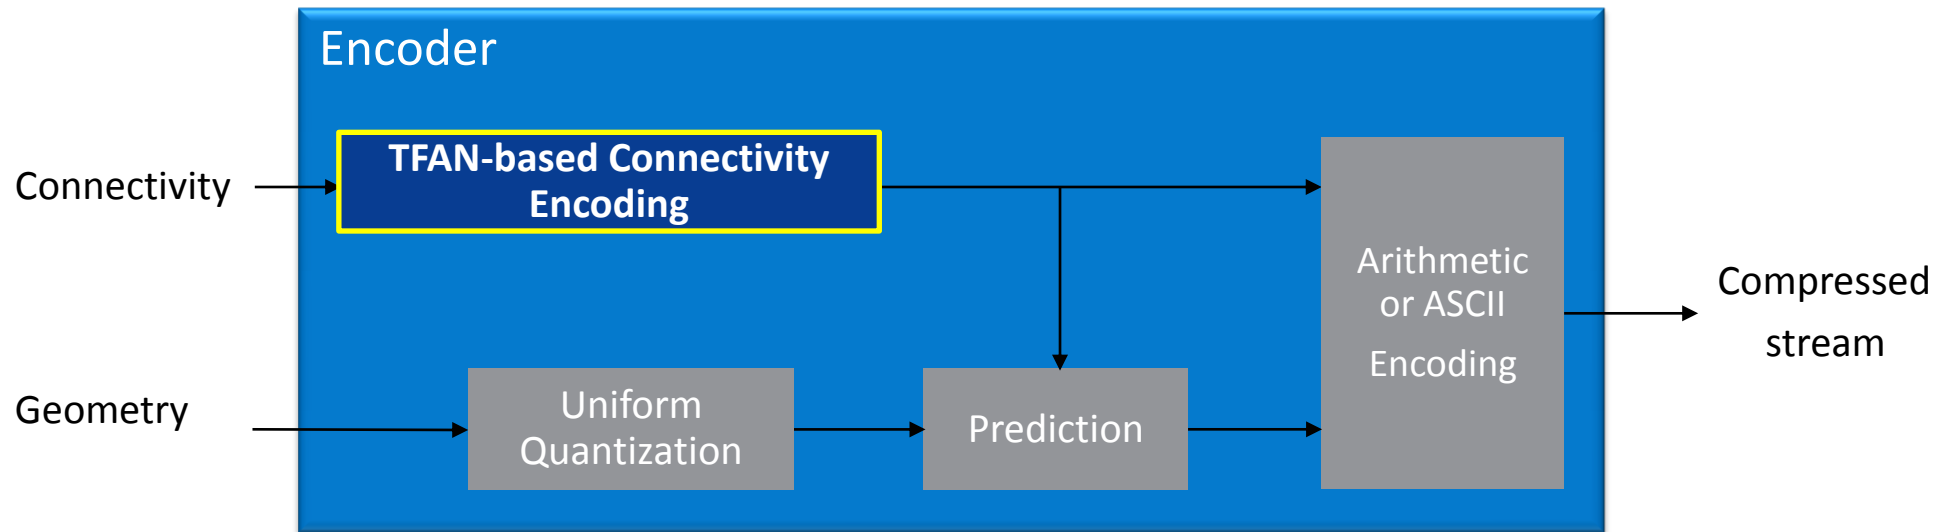 Encoder
Connectivity
TFAN-based Connectivity
Encoding
Arithmetic
or ASCII
Encoding
Compressed
stream
Geometry
Uniform
Quantization
Prediction